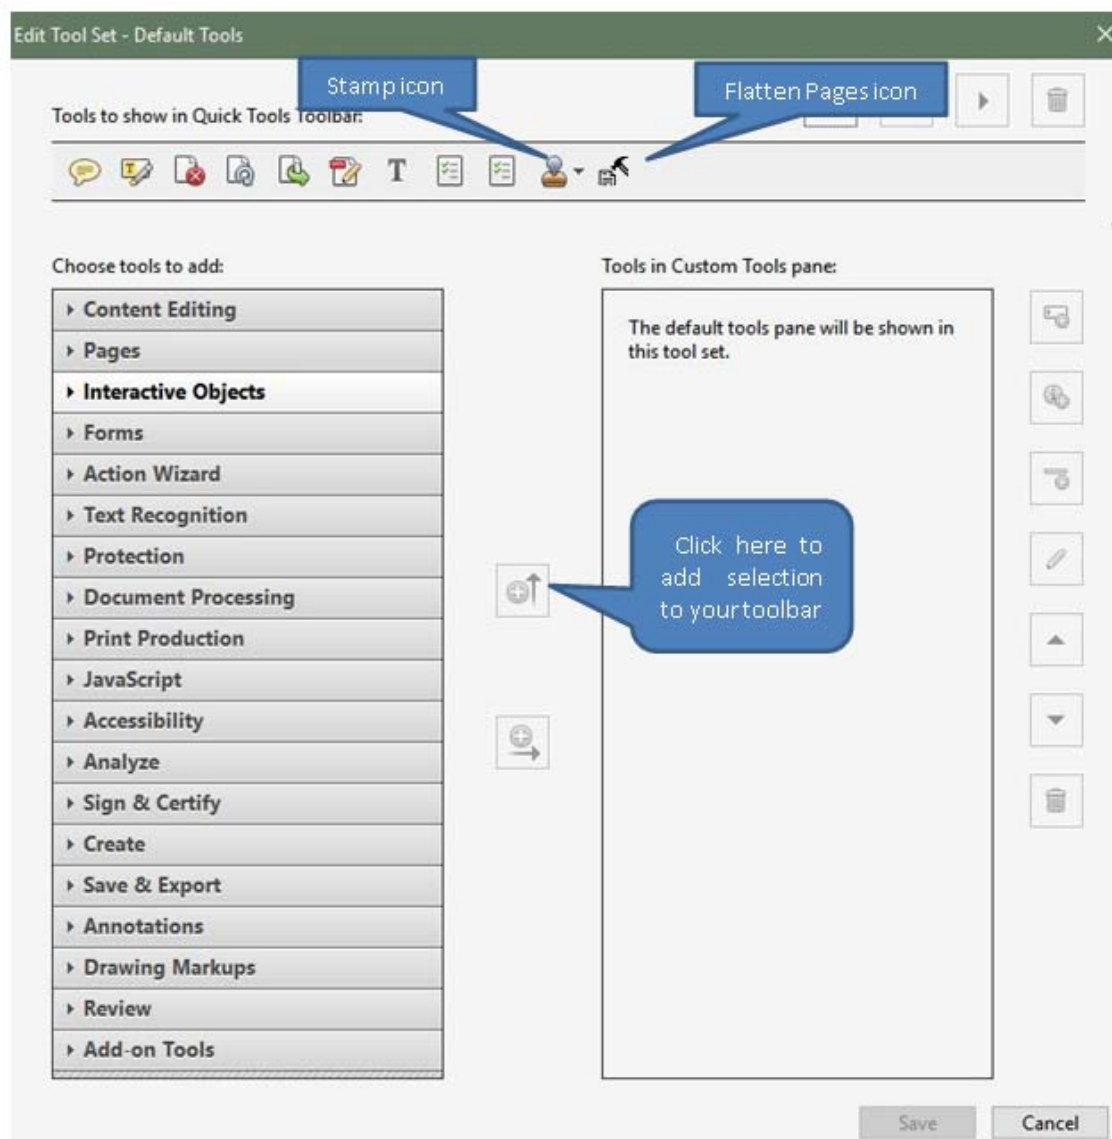 Edit Tool Set - Default Tools
Stamp icon
Flatten Pages icon
Tools to show in Quick Tools Toolbar:
T
Choose tools to add:
Content Editing
Pages
Interactive Objects
Forms
Action Wizard
Text Recognition
Protection
Document Processing
Print Production
JavaScript
Accessibility
Analyze
Sign & Certify
Create
Save & Export
Annotations
Drawing Markups
Review
Add-on Tools
Tools in Custom Tools pane:
The default tools pane will be shown in
this tool set.
Click here to
add selection
to your toolbar
Save
Cancel